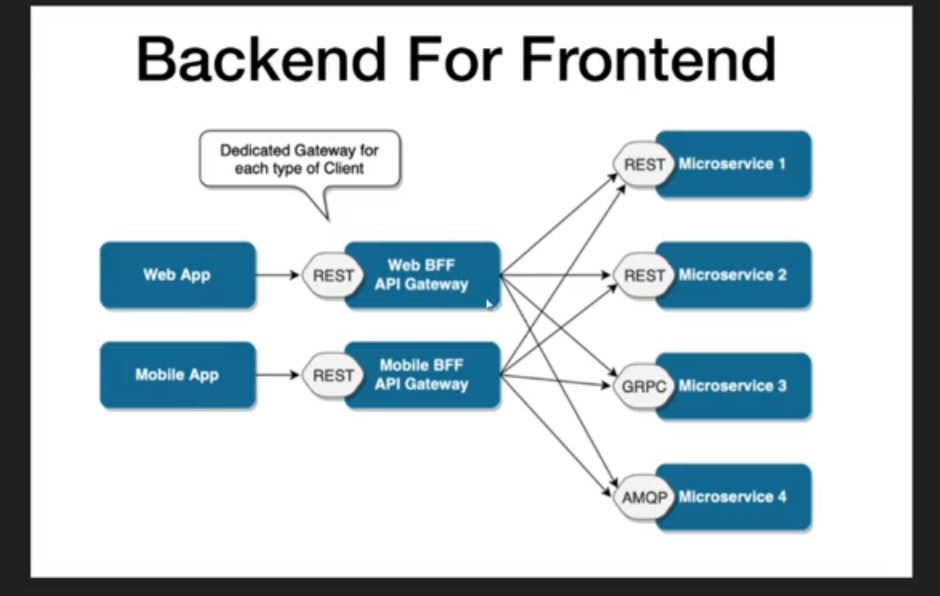 Backend For Frontend
Dedicated Gateway for
each type of Client
REST
Microservice 1
Web App
REST
Web BFF
API Gateway
REST
Microservice 2
Mobile App
REST
Mobile BFF
API Gateway
GRPC
Microservice 3
AMQP
Microservice 4